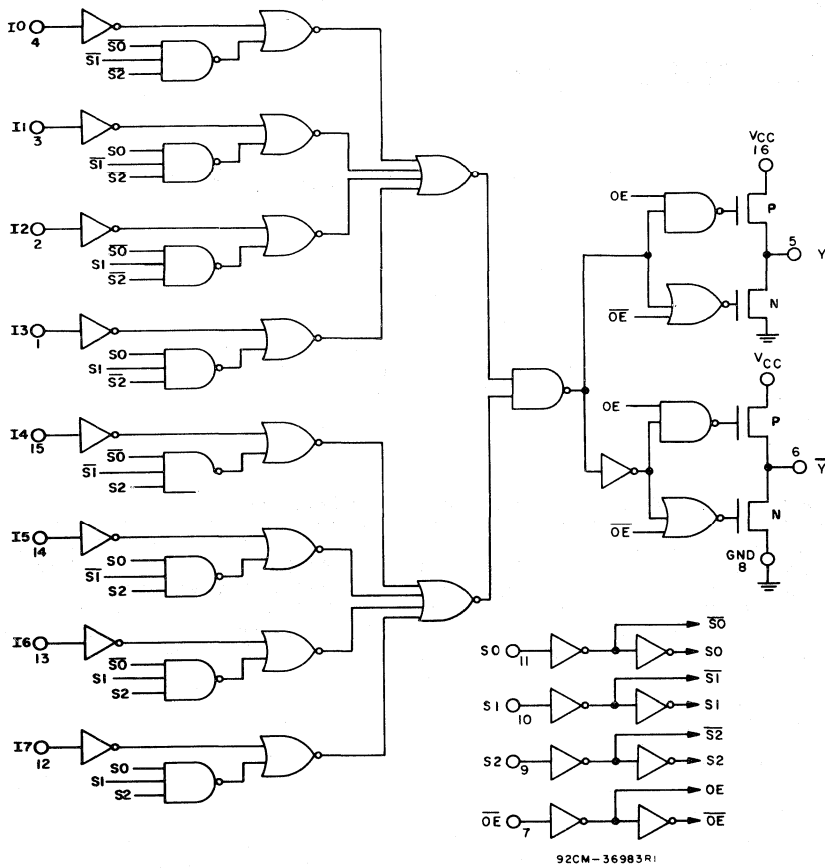 I0
4
S̅0̅
S̅1̅
S̅2̅
I1
3
S0
S̅1̅
S̅2̅
I2
2
S̅0̅
S1
S̅2̅
I3
1
S0
S1
S̅2̅
I4
15
S̅0̅
S̅1̅
S2
I5
14
S0
S̅1̅
S2
I6
13
S̅0̅
S1
S2
I7
12
S0
S1
S2
VCC
16
OE
P
5 Y
N
O̅E̅
VCC
OE
P
6 Y̅
N
O̅E̅
GND
8
S0
11
S̅0̅
S0
S1
10
S̅1̅
S1
S2
9
S̅2̅
S2
O̅E̅
7
OE
O̅E̅
92CM-36983R1